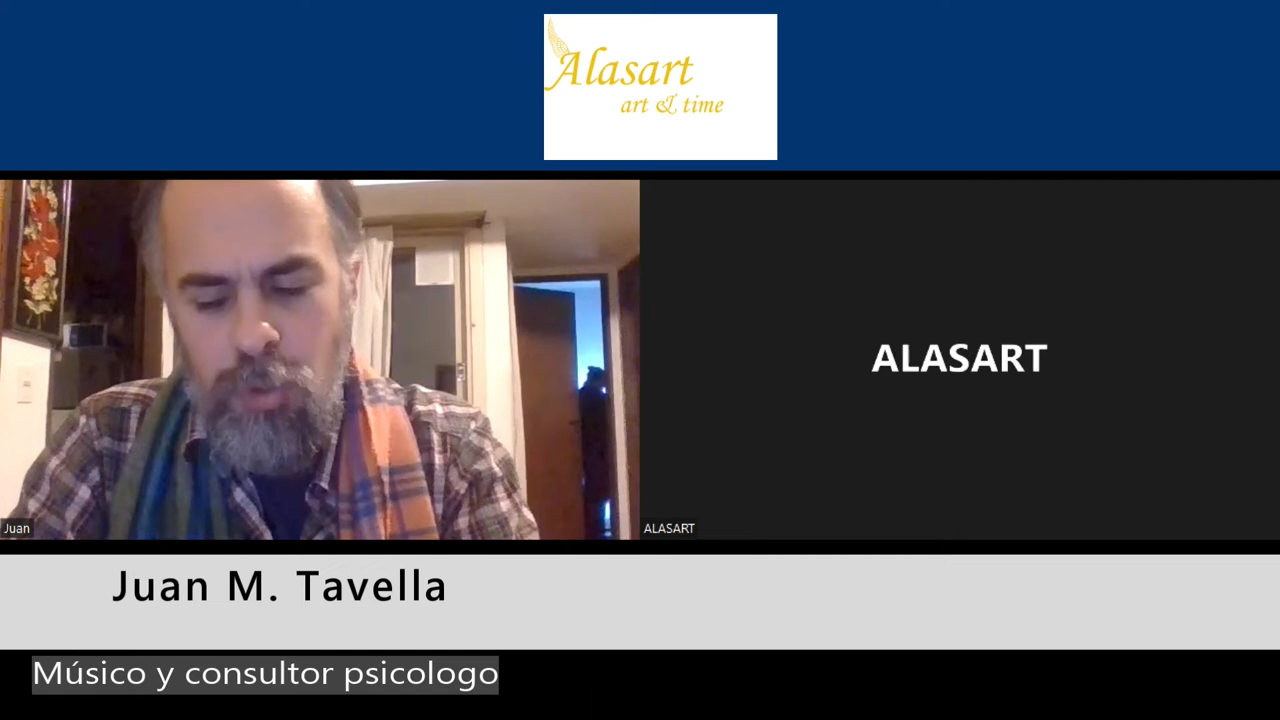 Alasart
art & time
ALASART
Juan
ALASART
Juan M. Tavella
Músico y consultor psicologo